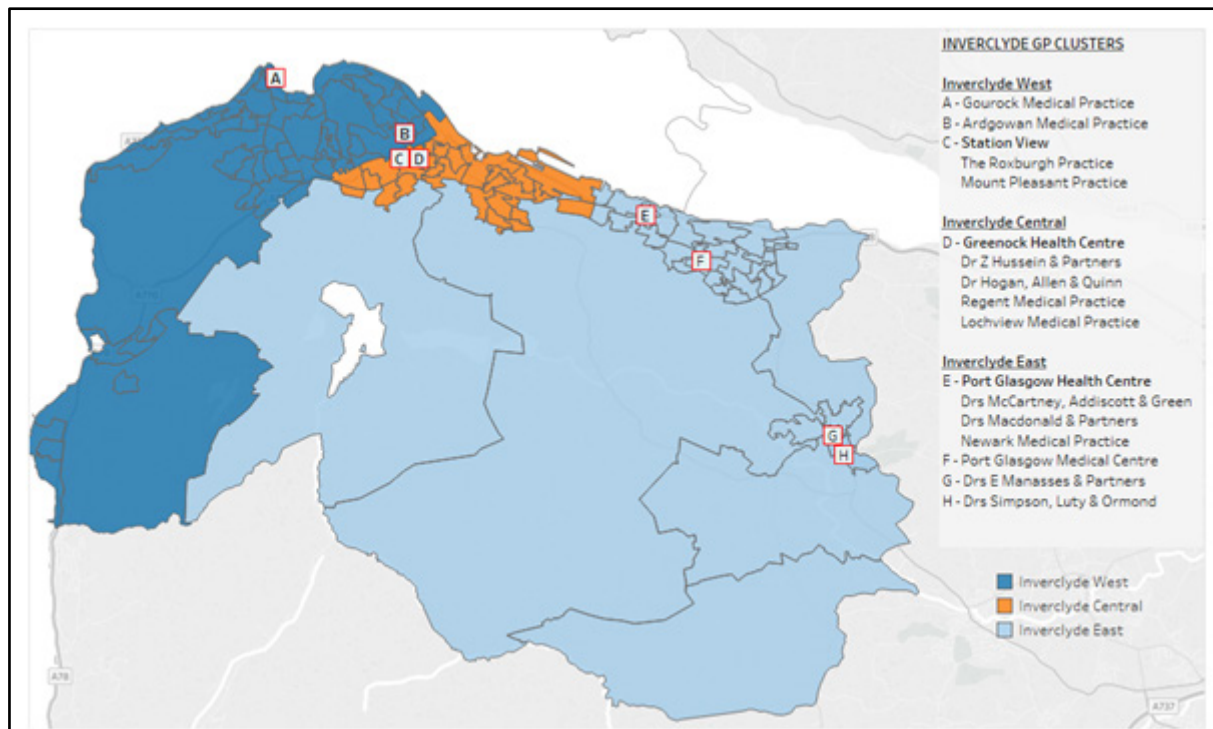 INVERCLYDE GP CLUSTERS
Inverclyde West
A - Gourock Medical Practice
B - Ardgowan Medical Practice
C - Station View
The Roxburgh Practice
Mount Pleasant Practice
Inverclyde Central
D - Greenock Health Centre
Dr Z Hussein & Partners
Dr Hogan, Allen & Quinn
Regent Medical Practice
Lochview Medical Practice
Inverclyde East
E - Port Glasgow Health Centre
Drs McCartney, Addiscott & Green
Drs Macdonald & Partners
Newark Medical Practice
F - Port Glasgow Medical Centre
G - Drs E Manasses & Partners
H - Drs Simpson, Luty & Ormond
Inverclyde West
Inverclyde Central
Inverclyde East
A
B
C D
E
F
G
H
A78
A737